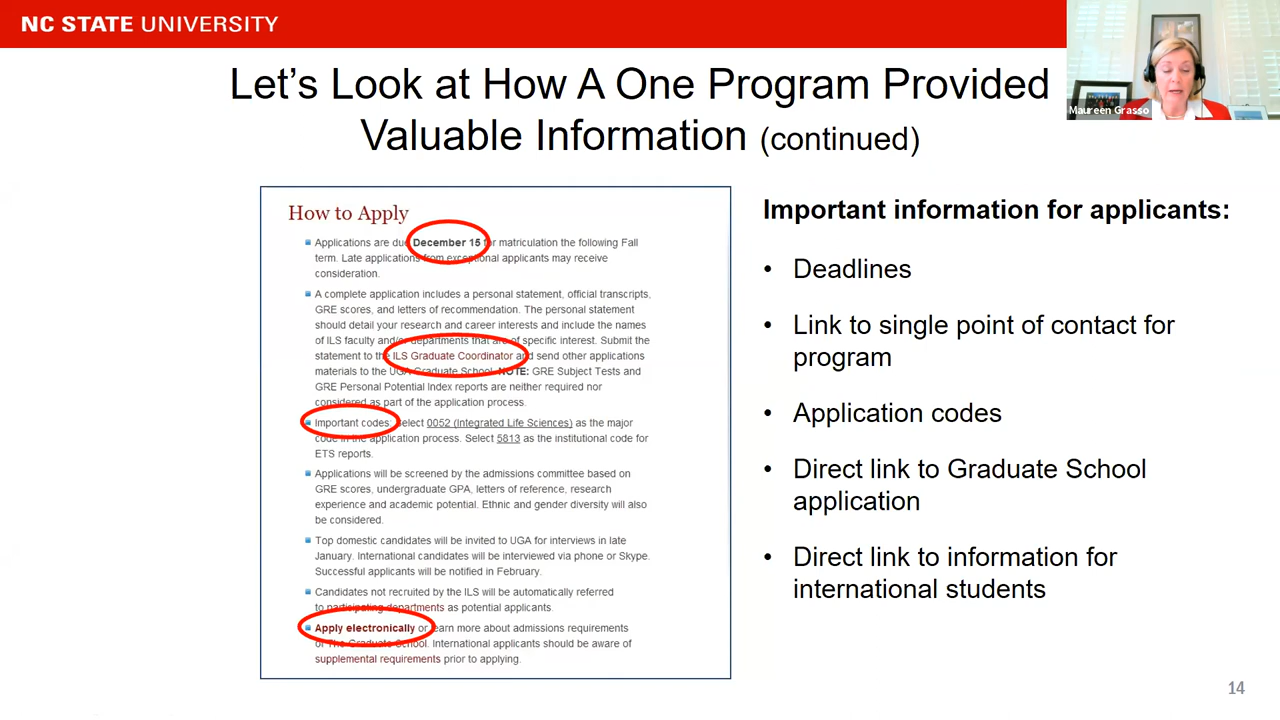 NC STATE UNIVERSITY
Maureen Grasso
Let's Look at How A One Program Provided
Valuable Information (continued)
How to Apply
Applications are due December 15 for matriculation the following Fall
term. Late applications from exceptional applicants may receive
consideration.
A complete application includes a personal statement, official transcripts,
GRE scores, and letters of recommendation. The personal statement
should detail your research and career interests and include the names
of ILS faculty and/or departments that are of specific interest. Submit the
statement to the ILS Graduate Coordinator and send other applications
materials to the UGA Graduate School. NOTE: GRE Subject Tests and
GRE Personal Potential Index reports are neither required nor
considered as part of the application process.
Important codes: Select 0052 (Integrated Life Sciences) as the major
code in the application process. Select 5813 as the institutional code for
ETS reports.
Applications will be screened by the admissions committee based on
GRE scores, undergraduate GPA, letters of reference, research
experience and academic potential. Ethnic and gender diversity will also
be considered.
Top domestic candidates will be invited to UGA for interviews in late
January. International candidates will be interviewed via phone or Skype.
Successful applicants will be notified in February.
Candidates not recruited by the ILS will be automatically referred
to participating departments as potential applicants.
Apply electronically or learn more about admissions requirements
of The Graduate School. International applicants should be aware of
supplemental requirements prior to applying.
Important information for applicants:
• Deadlines
• Link to single point of contact for
program
• Application codes
• Direct link to Graduate School
application
• Direct link to information for
international students
14